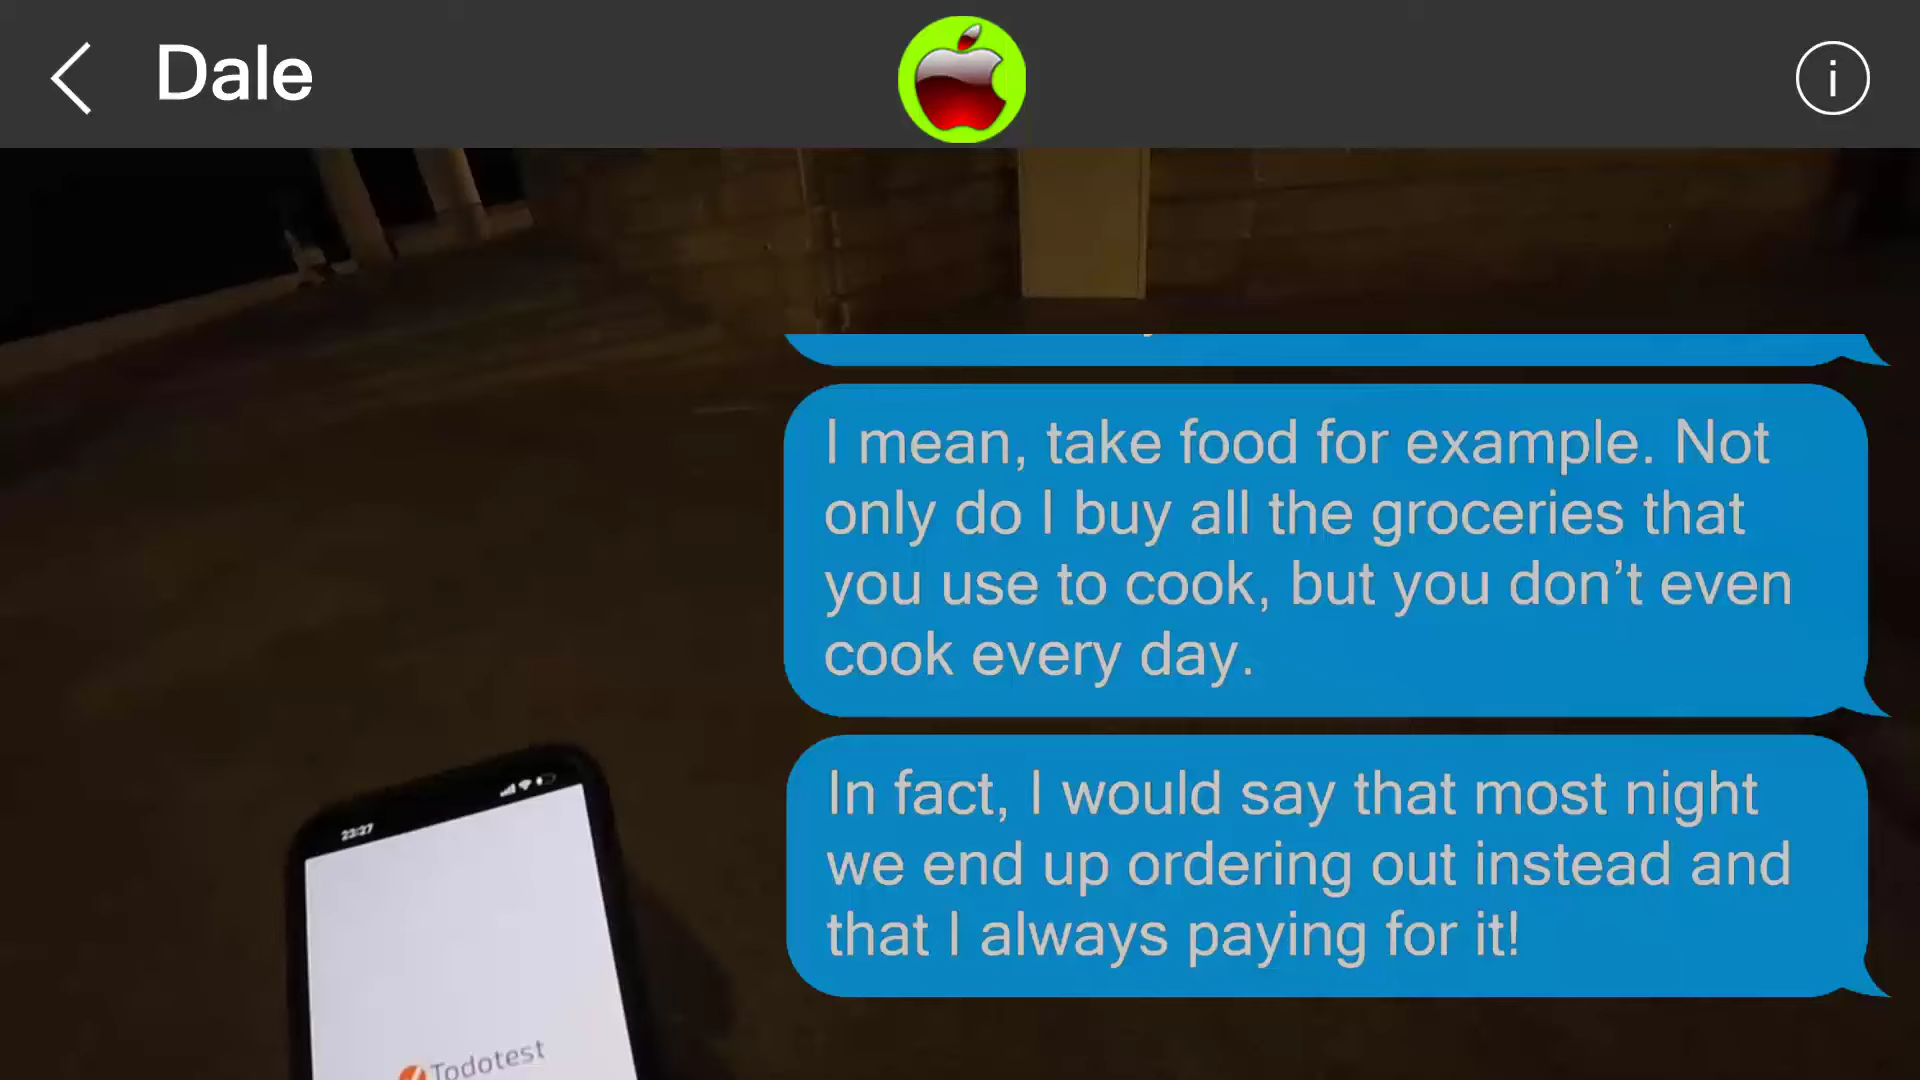 Dale
i
I mean, take food for example. Not
only do I buy all the groceries that
you use to cook, but you don’t even
cook every day.
In fact, I would say that most night
we end up ordering out instead and
that I always paying for it!
23:27
Todotest